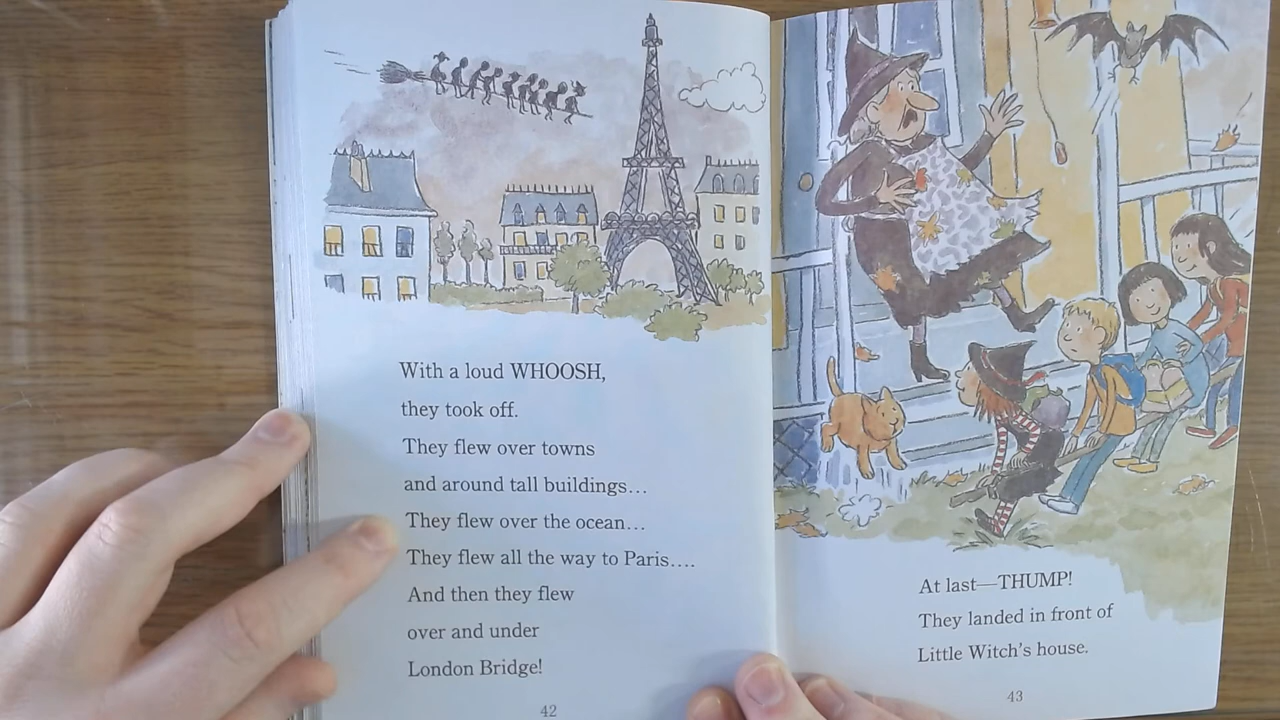 With a loud WHOOSH,
they took off.
They flew over towns
and around tall buildings…
They flew over the ocean…
They flew all the way to Paris….
And then they flew
over and under
London Bridge!
42
At last—THUMP!
They landed in front of
Little Witch's house.
43